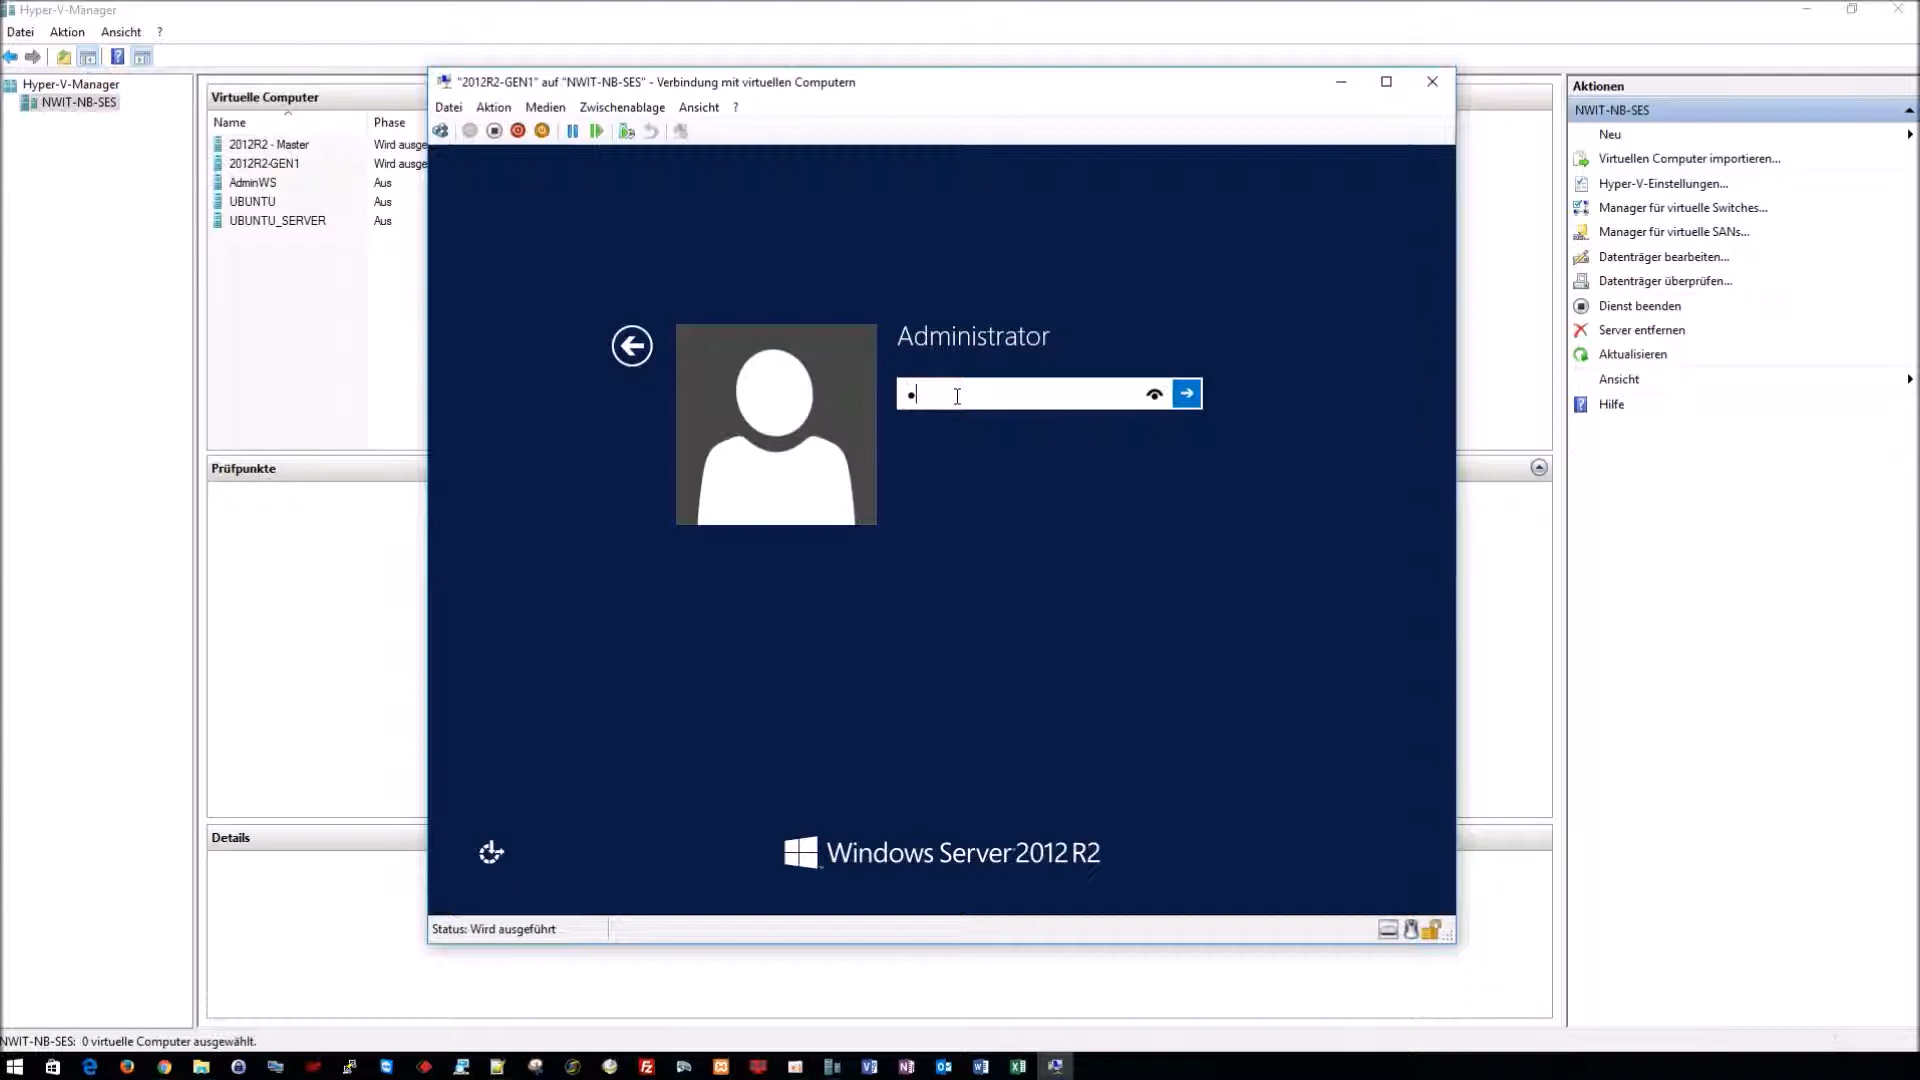 Hyper-V-Manager
Datei Aktion Ansicht ?
Hyper-V-Manager
NWIT-NB-SES
Virtuelle Computer
Name Phase
2012R2 - Master Wird ausge
2012R2-GEN1 Wird ausge
AdminWS Aus
UBUNTU Aus
UBUNTU_SERVER Aus
Prüfpunkte
Details
"2012R2-GEN1" auf "NWIT-NB-SES" - Verbindung mit virtuellen Computern
Datei Aktion Medien Zwischenablage Ansicht ?
Administrator
Windows Server 2012 R2
Status: Wird ausgeführt
Aktionen
NWIT-NB-SES
Neu
Virtuellen Computer importieren...
Hyper-V-Einstellungen...
Manager für virtuelle Switches...
Manager für virtuelle SANs...
Datenträger bearbeiten...
Datenträger überprüfen...
Dienst beenden
Server entfernen
Aktualisieren
Ansicht
Hilfe
NWIT-NB-SES: 0 virtuelle Computer ausgewählt.